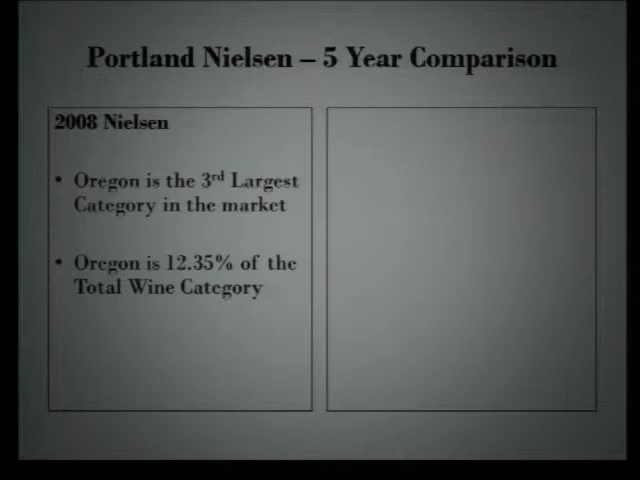 Portland Nielsen – 5 Year Comparison
2008 Nielsen
• Oregon is the 3rd Largest
Category in the market
• Oregon is 12.35% of the
Total Wine Category